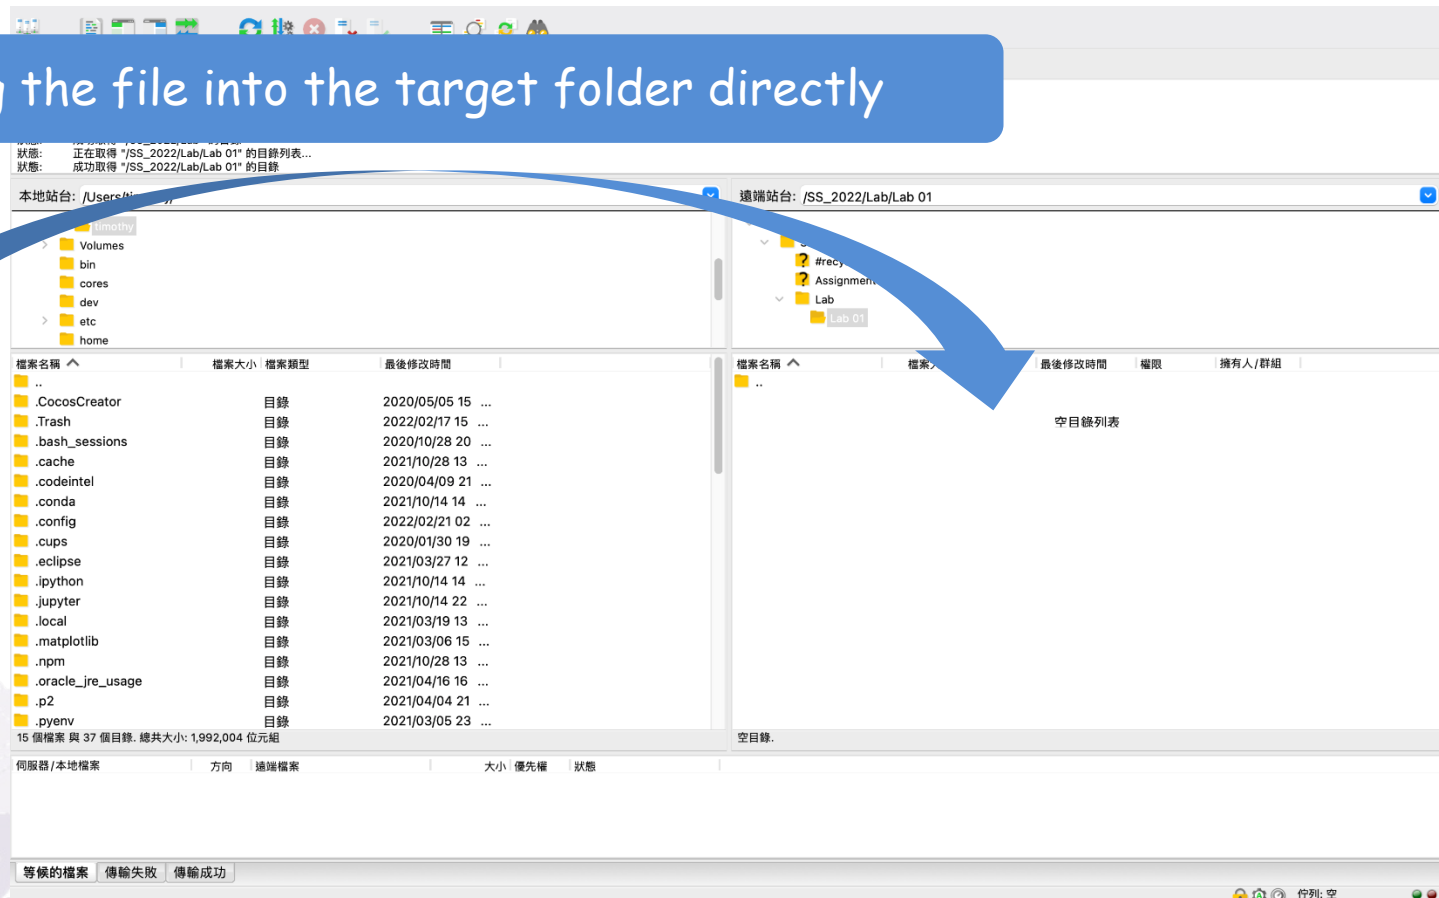 the file into the target folder directly
狀態: 正在取得 "/SS_2022/Lab/Lab 01" 的目錄列表...
狀態: 成功取得 "/SS_2022/Lab/Lab 01" 的目錄
本地站台:
遠端站台: /SS_2022/Lab/Lab 01
timothy
Volumes
bin
cores
dev
etc
home
Lab
Lab 01
檔案名稱 檔案大小 檔案類型 最後修改時間
檔案名稱 最後修改時間 權限 擁有人/群組
..
.CocosCreator 目錄 2020/05/05 15 ...
.Trash 目錄 2022/02/17 15 ...
.bash_sessions 目錄 2020/10/28 20 ...
.cache 目錄 2021/10/28 13 ...
.codeintel 目錄 2020/04/09 21 ...
.conda 目錄 2021/10/14 14 ...
.config 目錄 2022/02/21 02 ...
.cups 目錄 2020/01/30 19 ...
.eclipse 目錄 2021/03/27 12 ...
.ipython 目錄 2021/10/14 14 ...
.jupyter 目錄 2021/10/14 22 ...
.local 目錄 2021/03/19 13 ...
.matplotlib 目錄 2021/03/06 15 ...
.npm 目錄 2021/10/28 13 ...
.oracle_jre_usage 目錄 2021/04/16 16 ...
.p2 目錄 2021/04/04 21 ...
.pyenv 目錄 2021/03/05 23 ...
15 個檔案 與 37 個目錄. 總共大小: 1,992,004 位元組
..
空目錄列表
空目錄.
伺服器/本地檔案 方向 遠端檔案 大小 優先權 狀態
等候的檔案 傳輸失敗 傳輸成功
佇列: 空